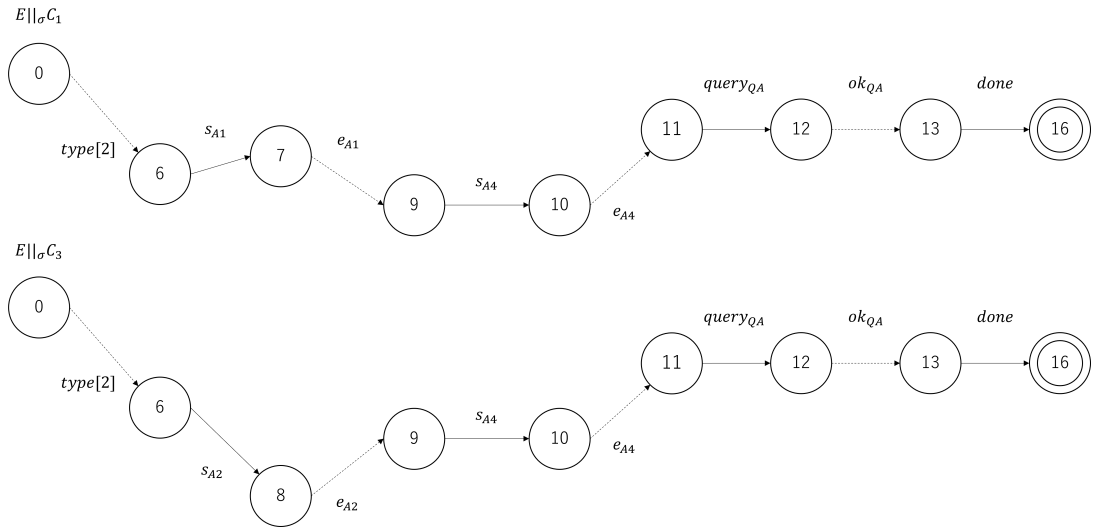 E||σC1
0
type[2]
6
sA1
7
eA1
9
sA4
10
eA4
11
queryQA
12
okQA
13
done
16
E||σC3
0
type[2]
6
sA2
8
eA2
9
sA4
10
eA4
11
queryQA
12
okQA
13
done
16